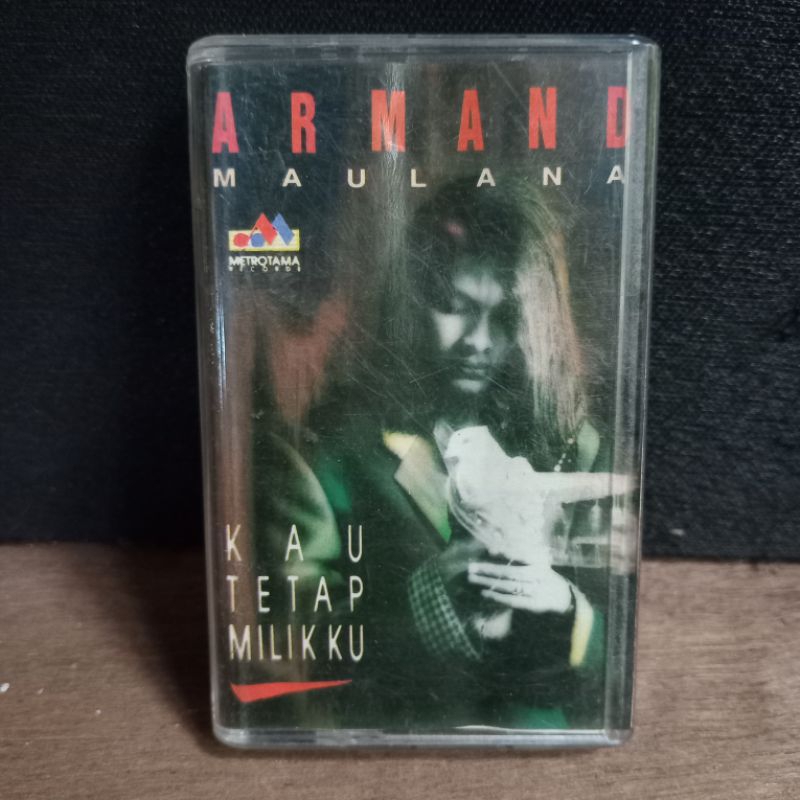 ARMAND
MAULANA
METROTAMA
RECORDS
KAU
TETAP
MILIKKU